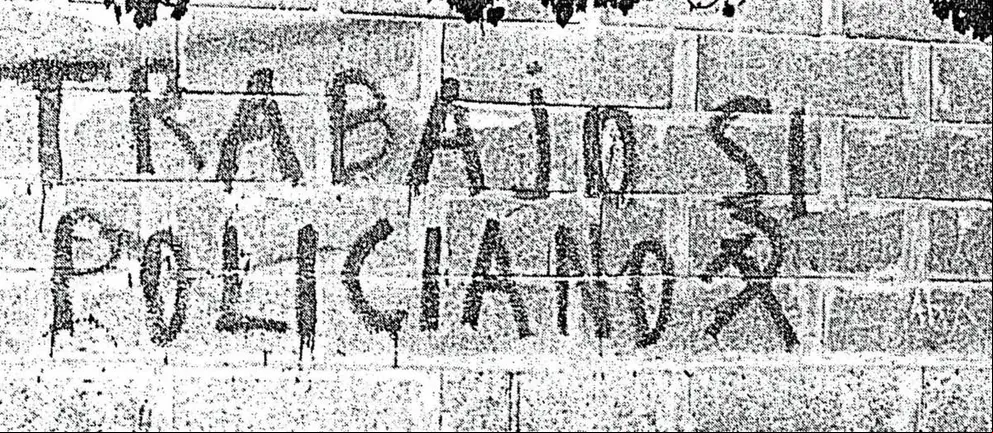 TRABAJO SI
POLICIA NO